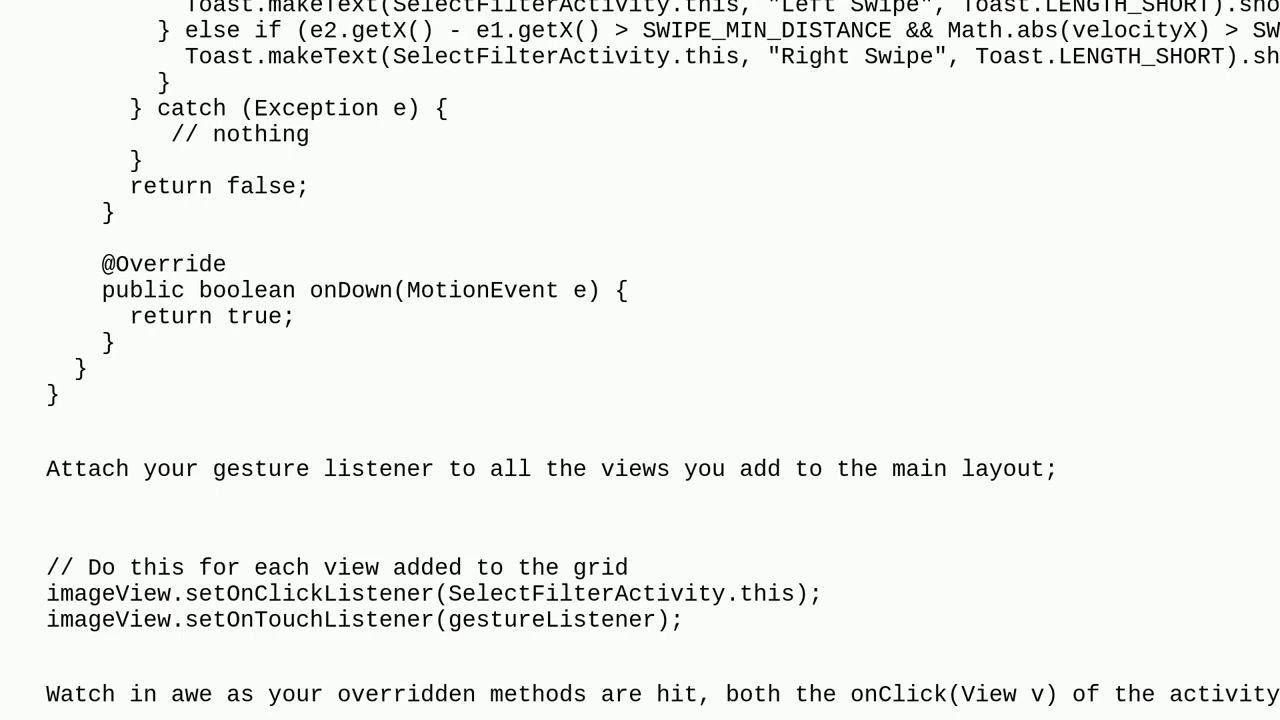 Toast.makeText(SelectFilterActivity.this, "Left Swipe", Toast.LENGTH_SHORT).sho
} else if (e2.getX() - e1.getX() > SWIPE_MIN_DISTANCE && Math.abs(velocityX) > SW
Toast.makeText(SelectFilterActivity.this, "Right Swipe", Toast.LENGTH_SHORT).sh
}
} catch (Exception e) {
// nothing
}
return false;
}
@Override
public boolean onDown(MotionEvent e) {
return true;
}
}
}
Attach your gesture listener to all the views you add to the main layout;
// Do this for each view added to the grid
imageView.setOnClickListener(SelectFilterActivity.this);
imageView.setOnTouchListener(gestureListener);
Watch in awe as your overridden methods are hit, both the onClick(View v) of the activity